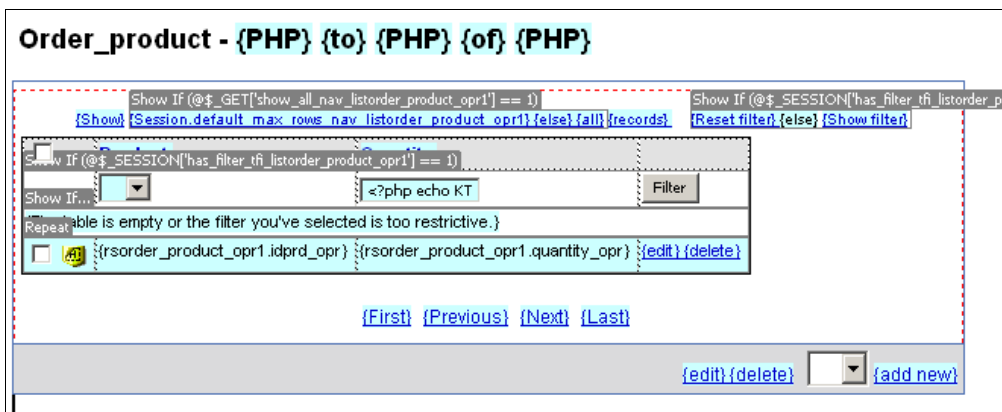 Order_product - {PHP} {to} {PHP} {of} {PHP}
Show If (@$_GET['show_all_nav_listorder_product_opr1'] == 1)
Show If (@$_SESSION['has_filter_tfi_listorder_p
{Show} {Session.default_max_rows_nav_listorder_product_opr1} {else} {all} {records}
{Reset filter} {else} {Show filter}
Show If (@$_SESSION['has_filter_tfi_listorder_product_opr1'] == 1)
Show If...
<?php echo KT
Filter
able is empty or the filter you've selected is too restrictive.}
Repeat
{rsorder_product_opr1.idprd_opr} {rsorder_product_opr1.quantity_opr} {edit} {delete}
{First} {Previous} {Next} {Last}
{edit} {delete} {add new}